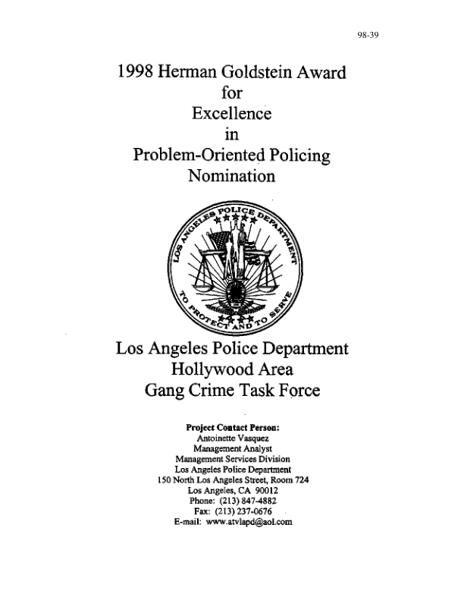 98-39
1998 Herman Goldstein Award
for
Excellence
in
Problem-Oriented Policing
Nomination
LOS ANGELES POLICE DEPARTMENT
TO PROTECT AND TO SERVE
Los Angeles Police Department
Hollywood Area
Gang Crime Task Force
Project Contact Person:
Antoinette Vasquez
Management Analyst
Management Services Division
Los Angeles Police Department
150 North Los Angeles Street, Room 724
Los Angeles, CA 90012
Phone: (213) 847-4882
Fax: (213) 237-0676
E-mail: www.atvlapd@aol.com